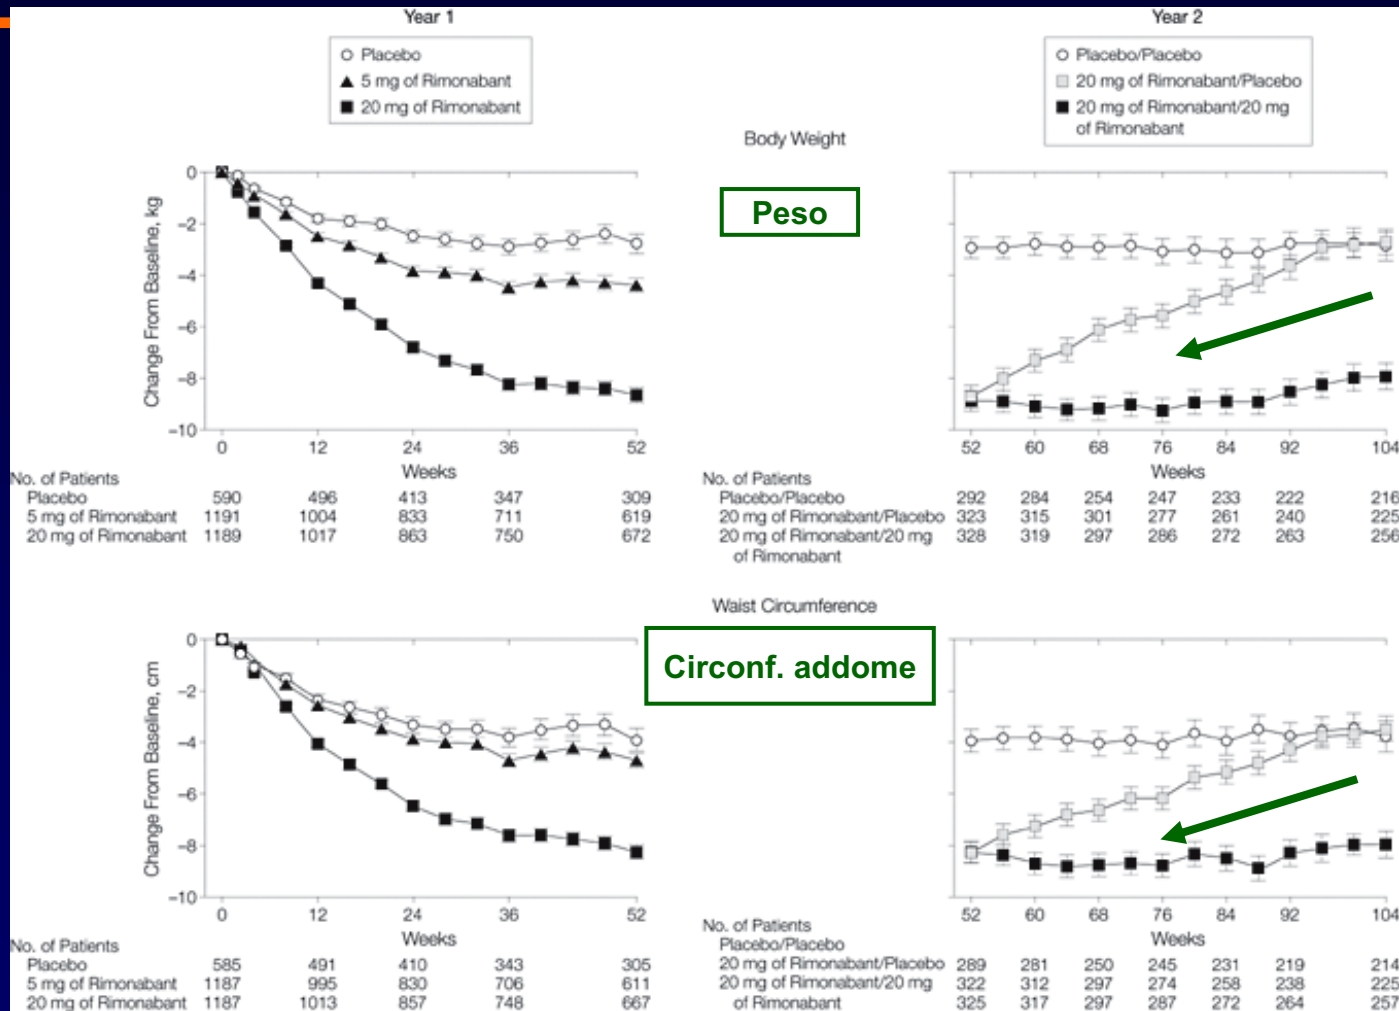 Year 1
Placebo
5 mg of Rimonabant
20 mg of Rimonabant
Year 2
Placebo/Placebo
20 mg of Rimonabant/Placebo
20 mg of Rimonabant/20 mg
of Rimonabant
Body Weight
Peso
Change From Baseline, kg
0
−2
−4
−6
−8
−10
0 12 24 36 52
Weeks
52 60 68 76 84 92 104
Weeks
No. of Patients
Placebo 590 496 413 347 309
5 mg of Rimonabant 1191 1004 833 711 619
20 mg of Rimonabant 1189 1017 863 750 672
No. of Patients
Placebo/Placebo 292 284 254 247 233 222 216
20 mg of Rimonabant/Placebo 323 315 301 277 261 240 225
20 mg of Rimonabant/20 mg 328 319 297 286 272 263 256
of Rimonabant
Waist Circumference
Circonf. addome
Change From Baseline, cm
0
−2
−4
−6
−8
−10
0 12 24 36 52
Weeks
52 60 68 76 84 92 104
Weeks
No. of Patients
Placebo 585 491 410 343 305
5 mg of Rimonabant 1187 995 830 706 611
20 mg of Rimonabant 1187 1013 857 748 667
No. of Patients
Placebo/Placebo
20 mg of Rimonabant/Placebo 289 281 250 245 231 219 214
20 mg of Rimonabant/20 mg 322 312 297 274 258 238 225
of Rimonabant 325 317 297 287 272 264 257